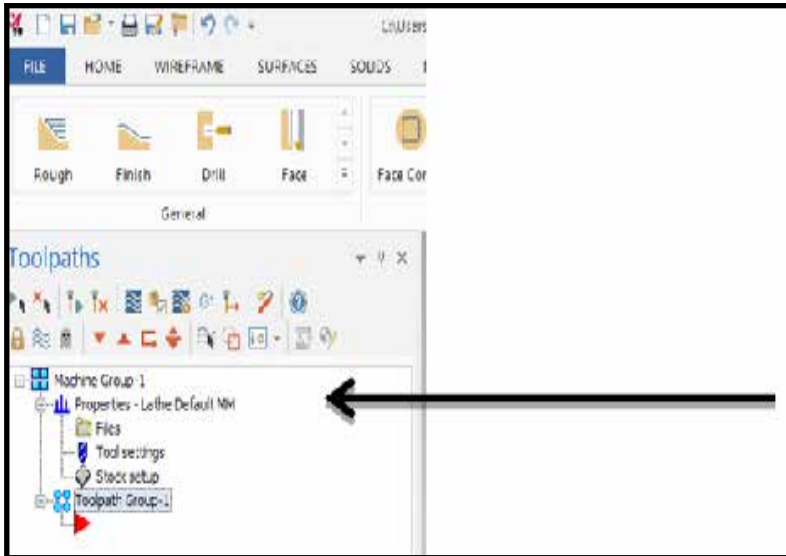 FILE HOME WIREFRAME SURFACES SOLIDS
Rough Finish Drill Face Face Con
General
Toolpaths
Machine Group-1
Properties - Lathe Default MM
Files
Tool settings
Stock setup
Toolpath Group-1